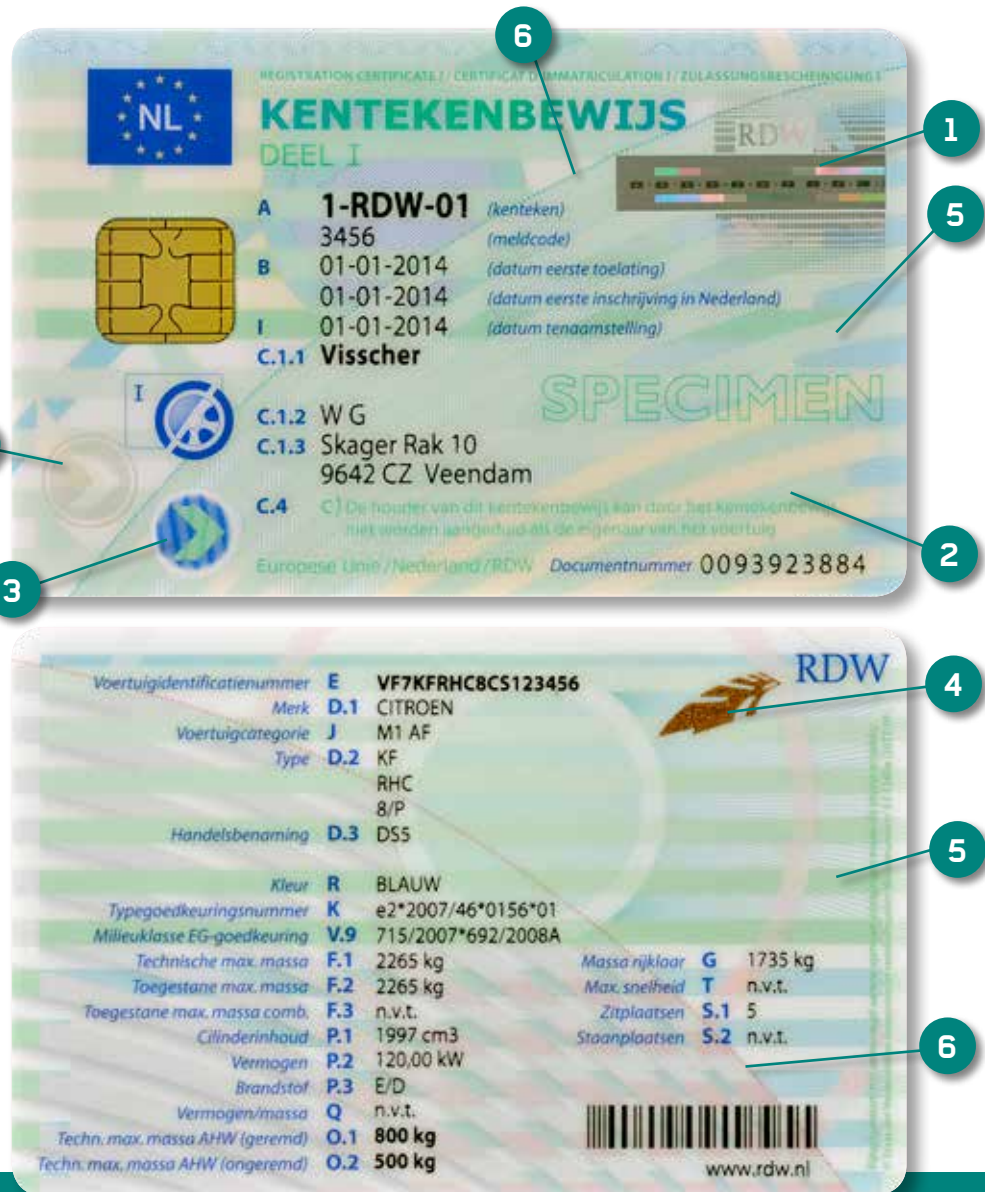 6
REGISTRATION CERTIFICATE I / CERTIFICAT D'IMMATRICULATION I / ZULASSUNGSBESCHEINIGUNG I
NL
KENTEKENBEWIJS
DEEL I
RDW
1
A 1-RDW-01 (kenteken)
3456 (meldcode)
5
B 01-01-2014 (datum eerste toelating)
01-01-2014 (datum eerste inschrijving in Nederland)
I 01-01-2014 (datum tenaamstelling)
C.1.1 Visscher
I
SPECIMEN
C.1.2 W G
C.1.3 Skager Rak 10
9642 CZ Veendam
C.4 C) De houder van dit kentekenbewijs kan door het kentekenbewijs
niet worden aangeduid als de eigenaar van het voertuig
2
Europese Unie / Nederland / RDW Documentnummer 0093923884
3
RDW
4
Voertuigidentificatienummer E VF7KFRHC8CS123456
Merk D.1 CITROEN
Voertuigcategorie J M1 AF
Type D.2 KF
RHC
8/P
Handelsbenaming D.3 DS5
5
Kleur R BLAUW
Typegoedkeuringsnummer K e2*2007/46*0156*01
Milieuklasse EG-goedkeuring V.9 715/2007*692/2008A
Technische max. massa F.1 2265 kg Massa rijklaar G 1735 kg
Toegestane max. massa F.2 2265 kg Max. snelheid T n.v.t.
Toegestane max. massa comb. F.3 n.v.t. Zitplaatsen S.1 5
Cilinderinhoud P.1 1997 cm3 Staanplaatsen S.2 n.v.t.
6
Vermogen P.2 120,00 kW
Brandstof P.3 E/D
Vermogen/massa Q n.v.t.
Techn. max. massa AHW (geremd) O.1 800 kg
Techn. max. massa AHW (ongeremd) O.2 500 kg
www.rdw.nl